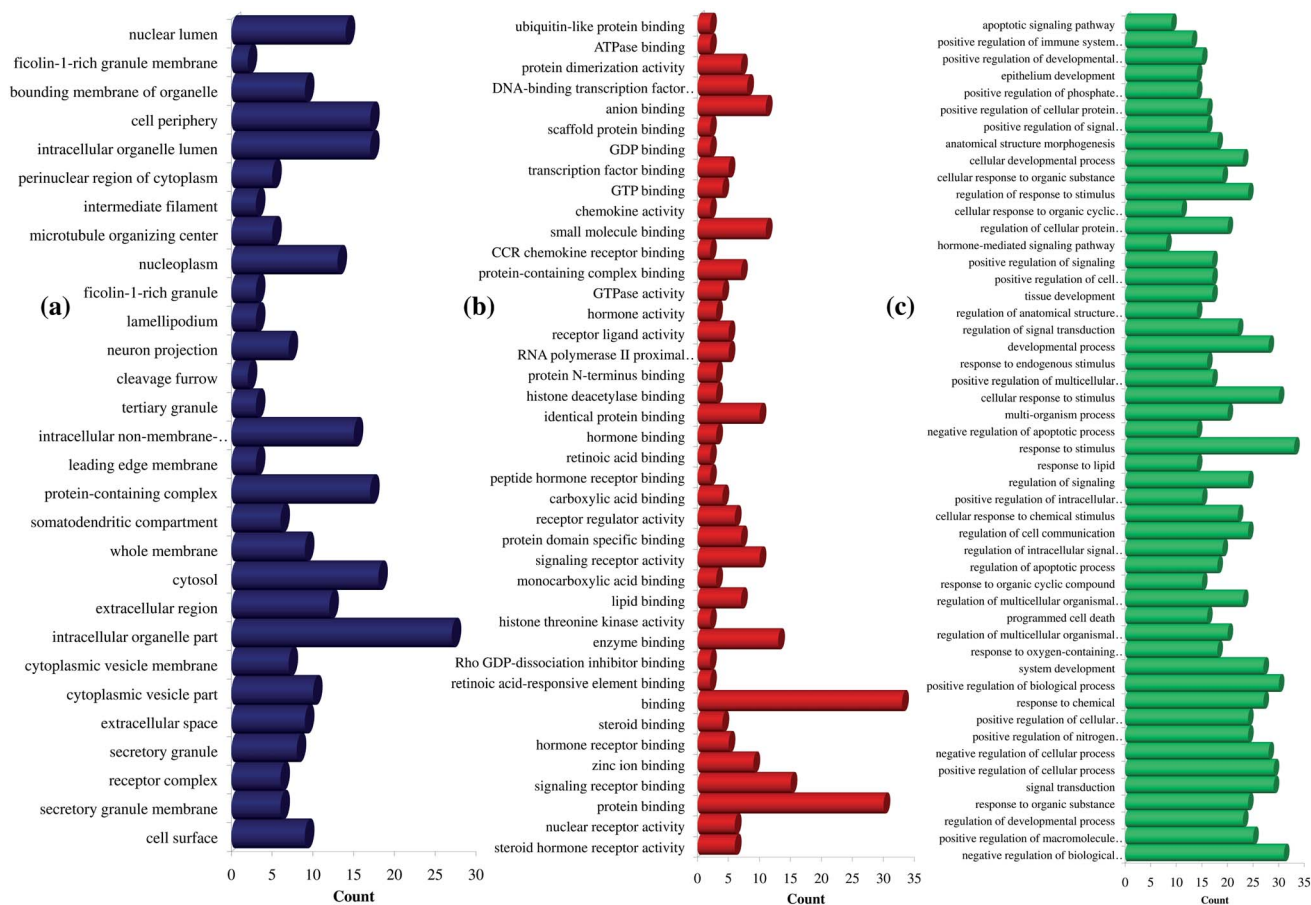 nuclear lumen
ficolin-1-rich granule membrane
bounding membrane of organelle
cell periphery
intracellular organelle lumen
perinuclear region of cytoplasm
intermediate filament
microtubule organizing center
nucleoplasm
ficolin-1-rich granule
lamellipodium
neuron projection
cleavage furrow
tertiary granule
intracellular non-membrane-..
leading edge membrane
protein-containing complex
somatodendritic compartment
whole membrane
cytosol
extracellular region
intracellular organelle part
cytoplasmic vesicle membrane
cytoplasmic vesicle part
extracellular space
secretory granule
receptor complex
secretory granule membrane
cell surface
(a)
0 5 10 15 20 25 30
Count
ubiquitin-like protein binding
ATPase binding
protein dimerization activity
DNA-binding transcription factor..
anion binding
scaffold protein binding
GDP binding
transcription factor binding
GTP binding
chemokine activity
small molecule binding
CCR chemokine receptor binding
protein-containing complex binding
GTPase activity
hormone activity
receptor ligand activity
RNA polymerase II proximal..
protein N-terminus binding
histone deacetylase binding
identical protein binding
hormone binding
retinoic acid binding
peptide hormone receptor binding
carboxylic acid binding
receptor regulator activity
protein domain specific binding
signaling receptor activity
monocarboxylic acid binding
lipid binding
histone threonine kinase activity
enzyme binding
Rho GDP-dissociation inhibitor binding
retinoic acid-responsive element binding
binding
steroid binding
hormone receptor binding
zinc ion binding
signaling receptor binding
protein binding
nuclear receptor activity
steroid hormone receptor activity
(b)
0 5 10 15 20 25 30 35
Count
apoptotic signaling pathway
positive regulation of immune system..
positive regulation of developmental..
epithelium development
positive regulation of phosphate..
positive regulation of cellular protein..
positive regulation of signal..
anatomical structure morphogenesis
cellular developmental process
cellular response to organic substance
regulation of response to stimulus
cellular response to organic cyclic..
regulation of cellular protein..
hormone-mediated signaling pathway
positive regulation of signaling
positive regulation of cell..
tissue development
regulation of anatomical structure..
regulation of signal transduction
developmental process
response to endogenous stimulus
positive regulation of multicellular..
cellular response to stimulus
multi-organism process
negative regulation of apoptotic process
response to stimulus
response to lipid
regulation of signaling
positive regulation of intracellular..
cellular response to chemical stimulus
regulation of cell communication
regulation of intracellular signal..
regulation of apoptotic process
response to organic cyclic compound
regulation of multicellular organismal..
programmed cell death
regulation of multicellular organismal..
response to oxygen-containing..
system development
positive regulation of biological process
response to chemical
positive regulation of cellular..
positive regulation of nitrogen..
negative regulation of cellular process
positive regulation of cellular process
signal transduction
response to organic substance
regulation of developmental process
positive regulation of macromolecule..
negative regulation of biological..
(c)
0 5 10 15 20 25 30 35
Count